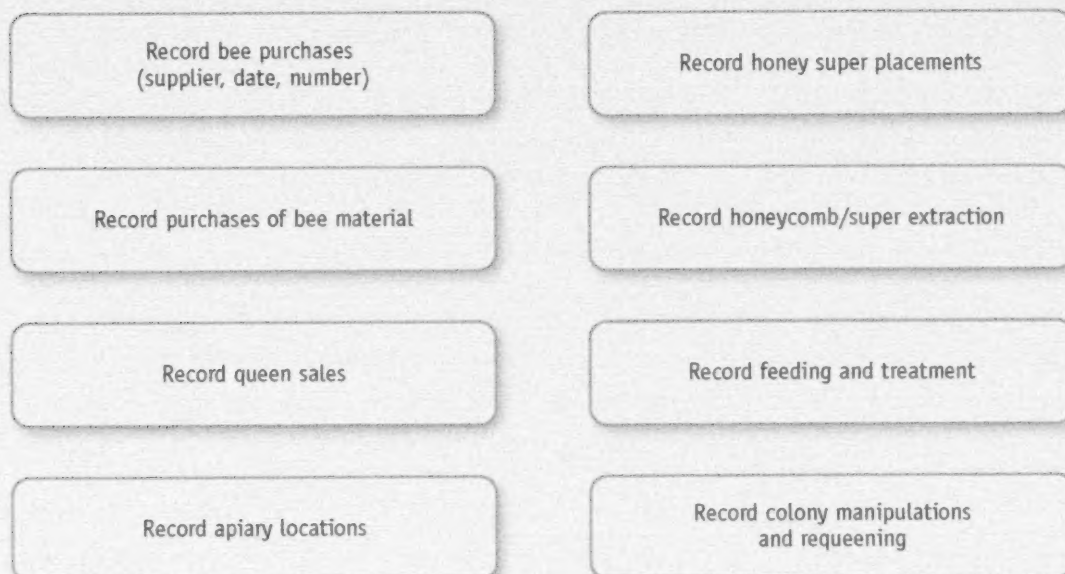 Record bee purchases
(supplier, date, number)
Record honey super placements
Record purchases of bee material
Record honeycomb/super extraction
Record queen sales
Record feeding and treatment
Record apiary locations
Record colony manipulations
and requeening